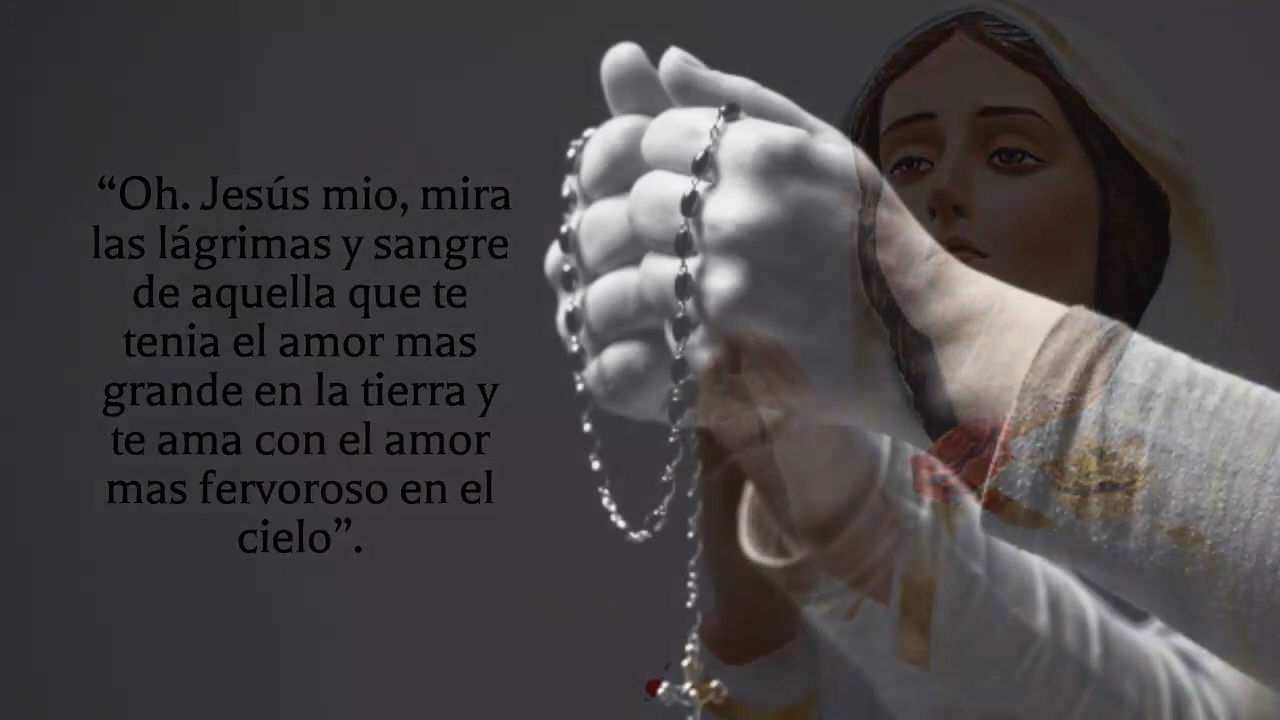 “Oh. Jesús mio, mira
las lágrimas y sangre
de aquella que te
tenia el amor mas
grande en la tierra y
te ama con el amor
mas fervoroso en el
cielo”.